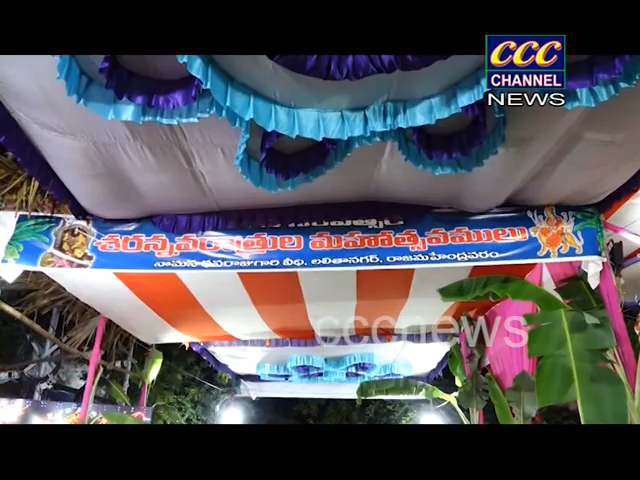 CCC
CHANNEL
NEWS
శరన్నవరాత్రుల మహోత్సవములు
వీధి, లలితానగర్, రాజమహేంద్రవరం.
cccnews